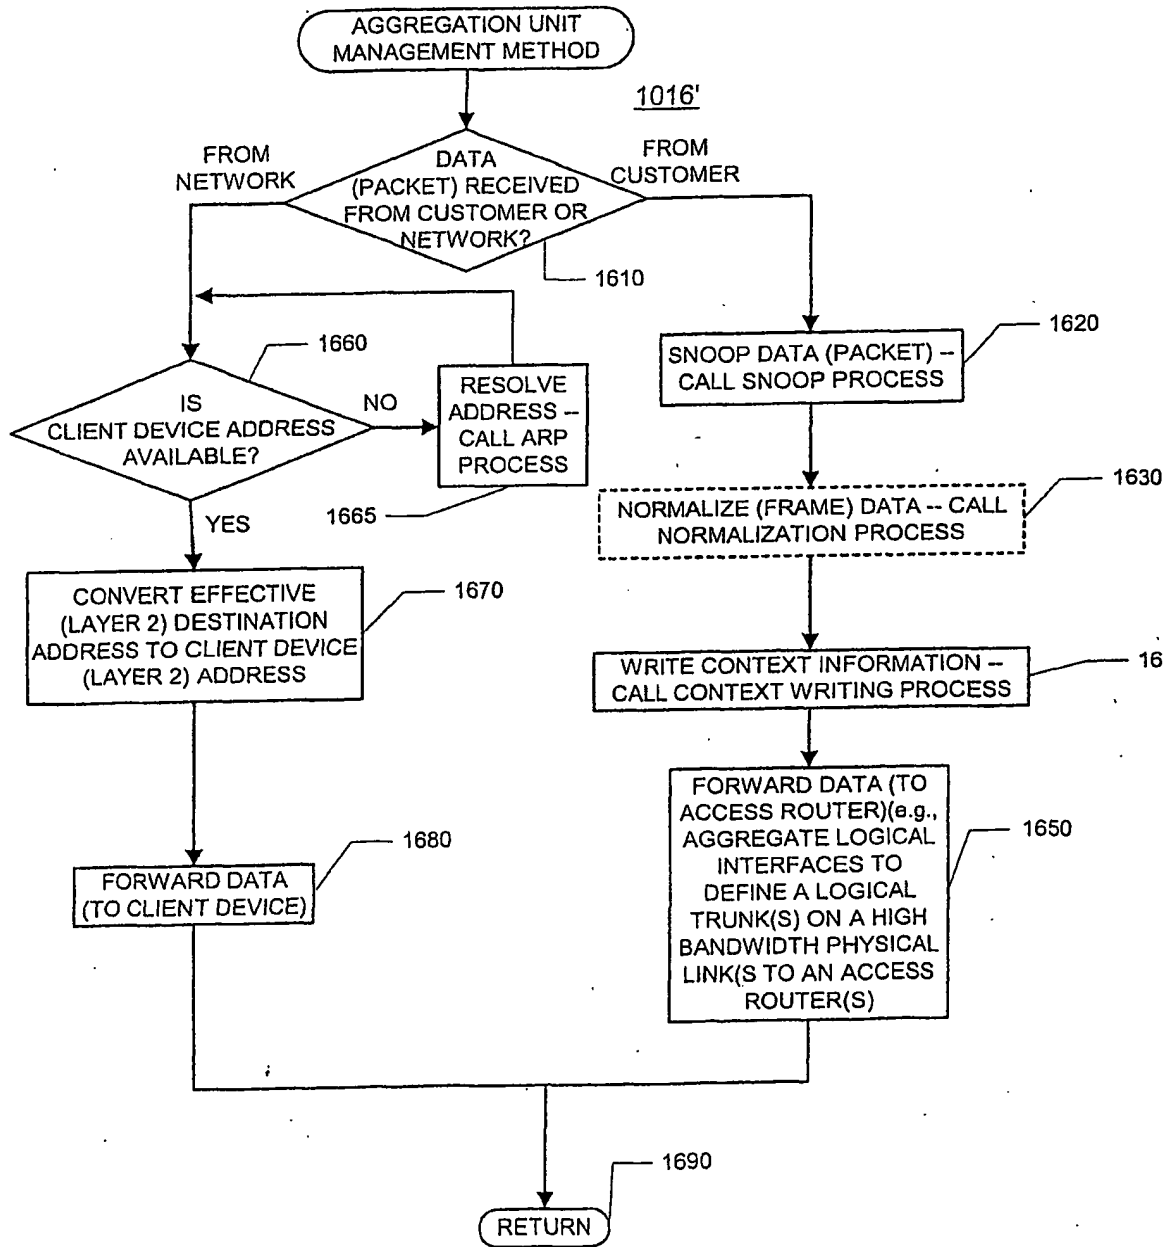 AGGREGATION UNIT
MANAGEMENT METHOD
1016'
FROM
NETWORK
DATA
(PACKET) RECEIVED
FROM CUSTOMER OR
NETWORK?
FROM
CUSTOMER
1610
1660
IS
CLIENT DEVICE ADDRESS
AVAILABLE?
NO
RESOLVE
ADDRESS --
CALL ARP
PROCESS
1665
YES
CONVERT EFFECTIVE
(LAYER 2) DESTINATION
ADDRESS TO CLIENT DEVICE
(LAYER 2) ADDRESS
1670
1680
FORWARD DATA
(TO CLIENT DEVICE)
SNOOP DATA (PACKET) --
CALL SNOOP PROCESS
1620
1630
NORMALIZE (FRAME) DATA -- CALL
NORMALIZATION PROCESS
WRITE CONTEXT INFORMATION --
CALL CONTEXT WRITING PROCESS
16
FORWARD DATA (TO
ACCESS ROUTER)(e.g.,
AGGREGATE LOGICAL
INTERFACES TO
DEFINE A LOGICAL
TRUNK(S) ON A HIGH
BANDWIDTH PHYSICAL
LINK(S TO AN ACCESS
ROUTER(S)
1650
1690
RETURN